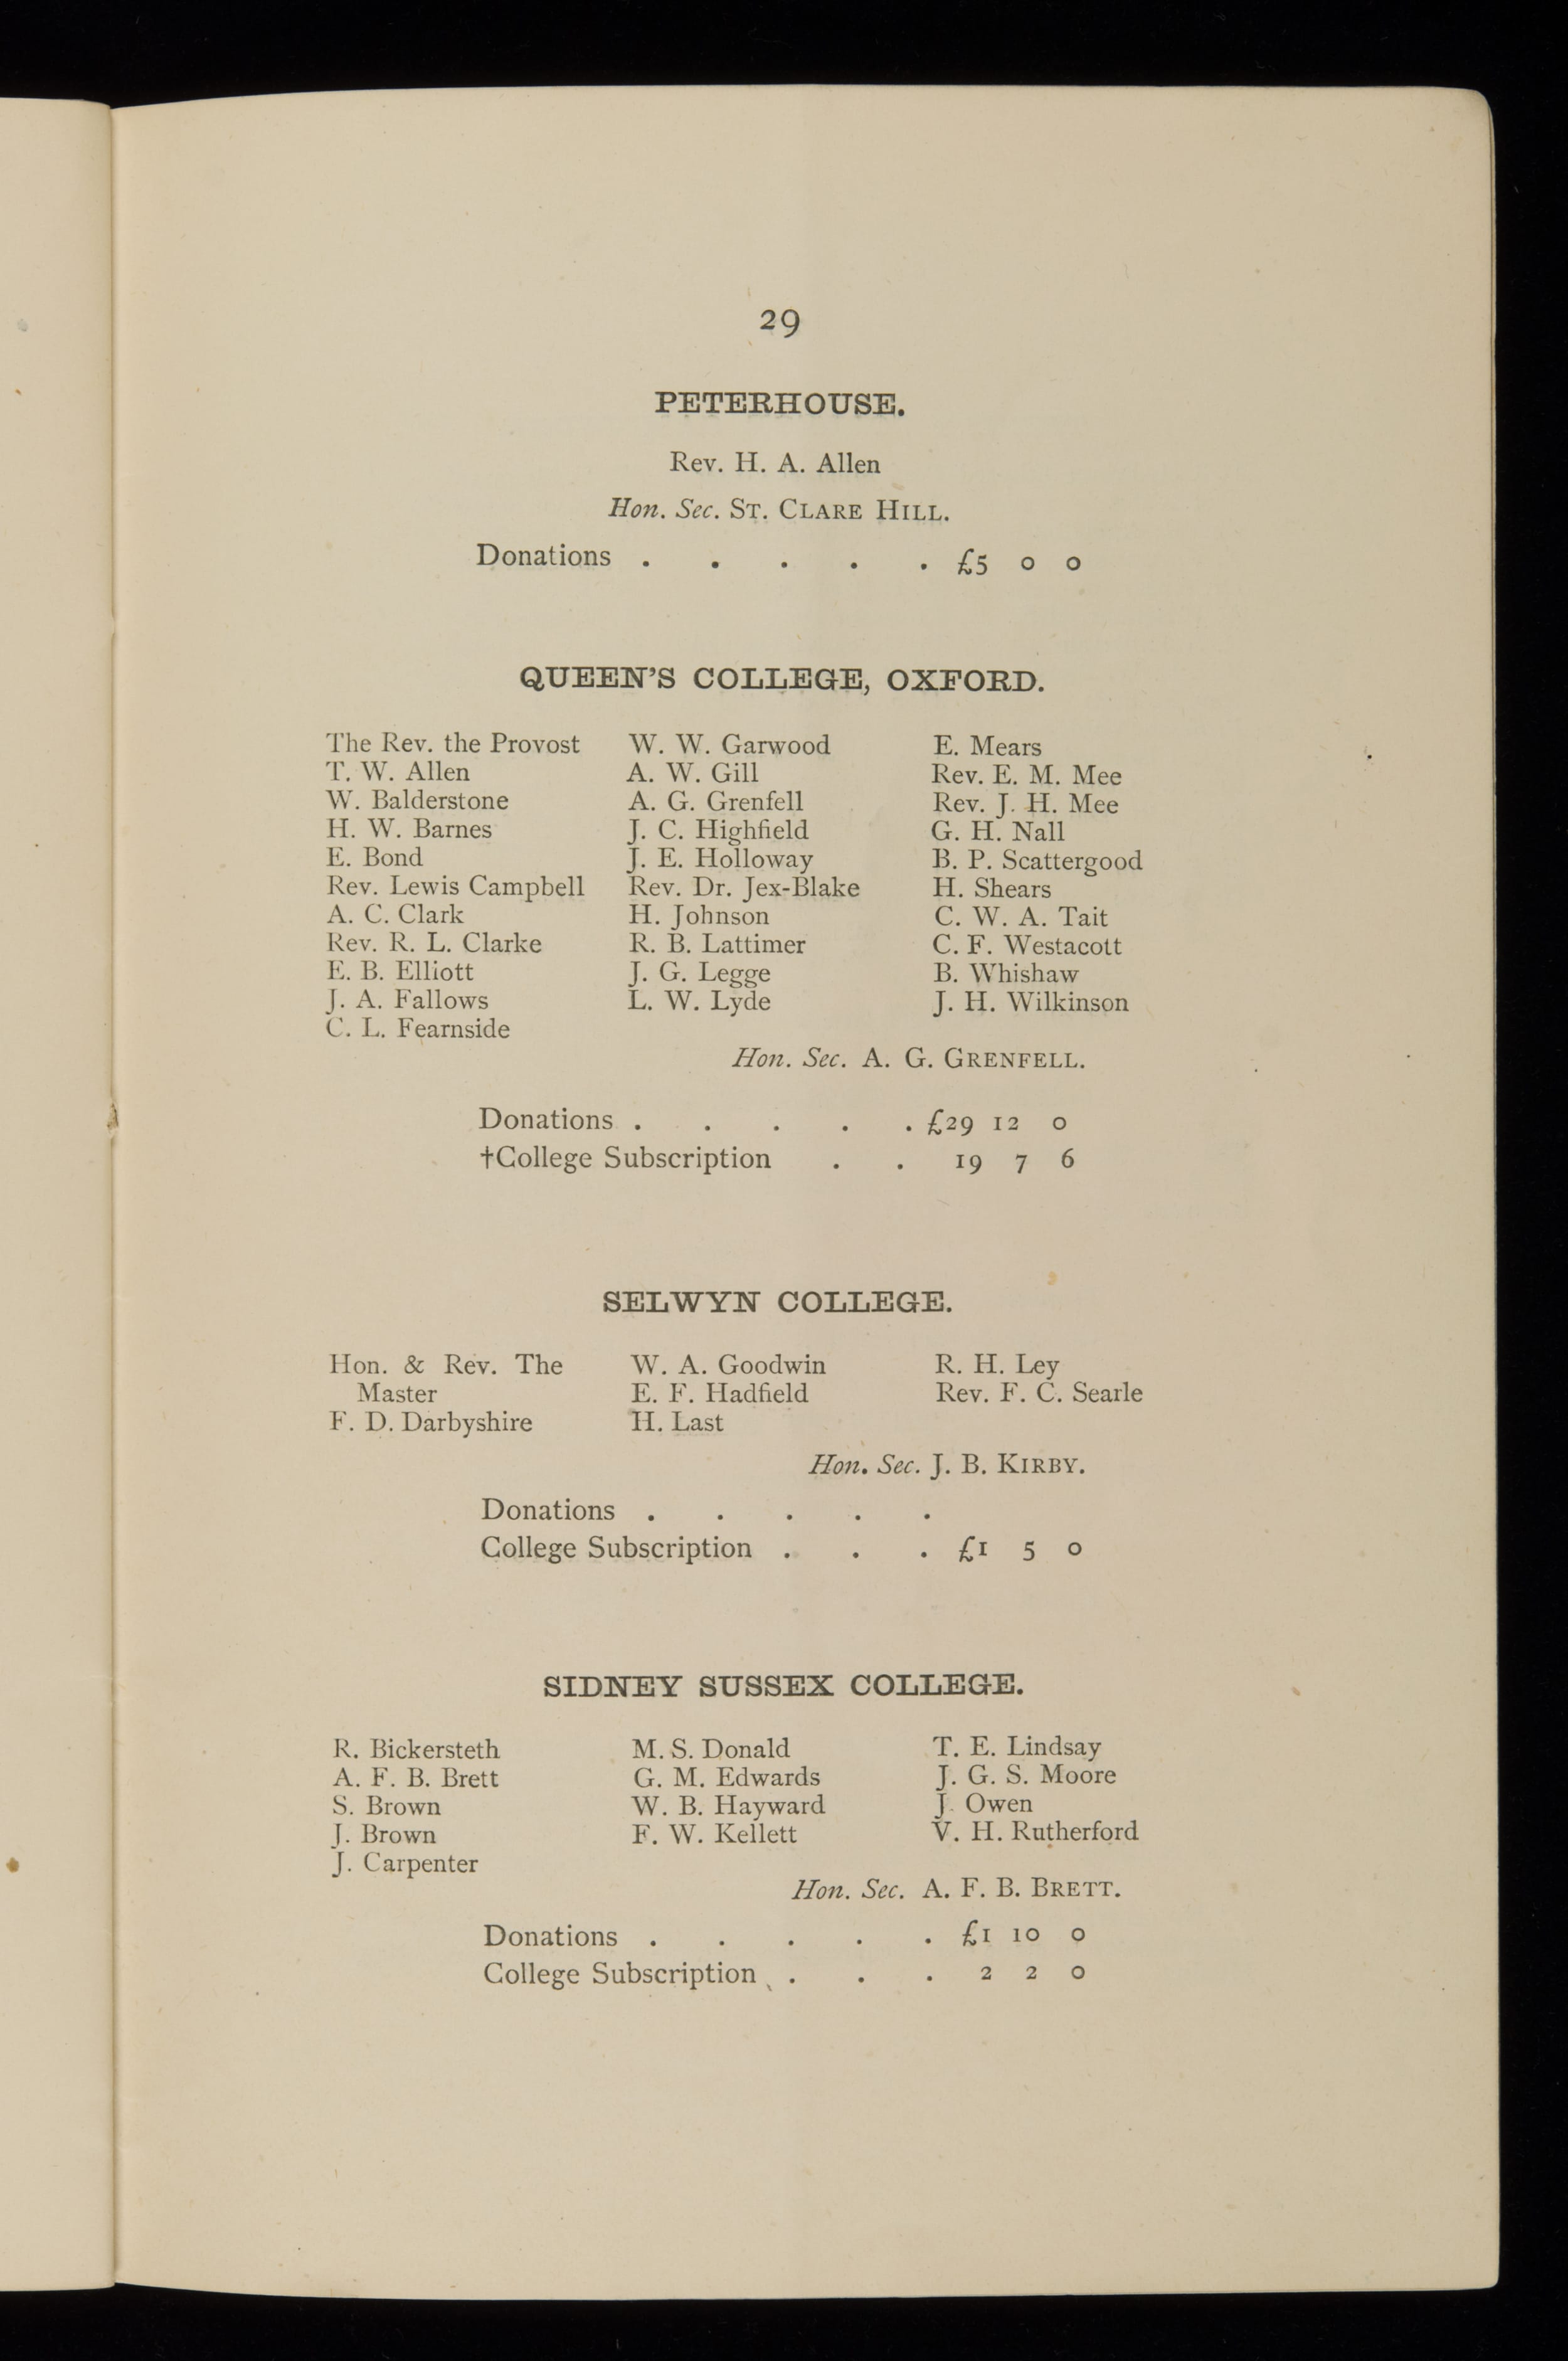 29
PETERHOUSE.
Rev. H. A. Allen
Hon. Sec. ST. CLARE HILL.
Donations . . . . . £5 0 0
QUEEN'S COLLEGE, OXFORD.
The Rev. the Provost
T. W. Allen
W. Balderstone
H. W. Barnes
E. Bond
Rev. Lewis Campbell
A. C. Clark
Rev. R. L. Clarke
E. B. Elliott
J. A. Fallows
C. L. Fearnside
W. W. Garwood
A. W. Gill
A. G. Grenfell
J. C. Highfield
J. E. Holloway
Rev. Dr. Jex-Blake
H. Johnson
R. B. Lattimer
J. G. Legge
L. W. Lyde
E. Mears
Rev. E. M. Mee
Rev. J. H. Mee
G. H. Nall
B. P. Scattergood
H. Shears
C. W. A. Tait
C. F. Westacott
B. Whishaw
J. H. Wilkinson
Hon. Sec. A. G. GRENFELL.
Donations . . . . . £29 12 0
†College Subscription . . 19 7 6
SELWYN COLLEGE.
Hon. & Rev. The
Master
F. D. Darbyshire
W. A. Goodwin
E. F. Hadfield
H. Last
R. H. Ley
Rev. F. C. Searle
Hon. Sec. J. B. KIRBY.
Donations . . . . .
College Subscription . . . £1 5 0
SIDNEY SUSSEX COLLEGE.
R. Bickersteth
A. F. B. Brett
S. Brown
J. Brown
J. Carpenter
M. S. Donald
G. M. Edwards
W. B. Hayward
F. W. Kellett
T. E. Lindsay
J. G. S. Moore
J. Owen
V. H. Rutherford
Hon. Sec. A. F. B. BRETT.
Donations . . . . . £1 10 0
College Subscription . . . 2 2 0